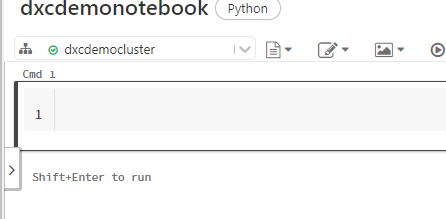 dxcdemonotebook Python
dxcdemocluster
Cmd 1
1
Shift+Enter to run